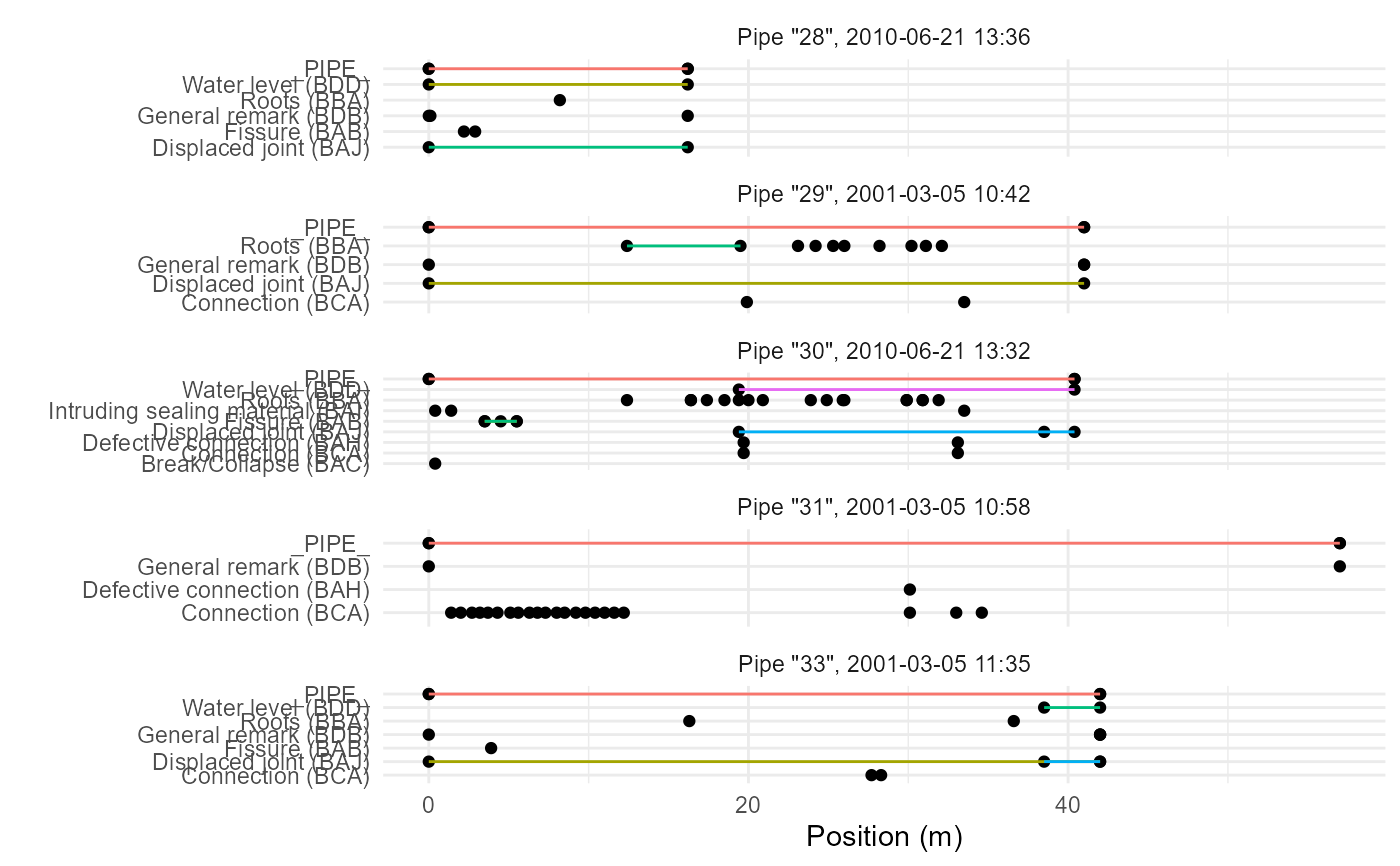 Pipe "28", 2010-06-21 13:36
_PIPE_
Water level (BDD)
Roots (BBA)
General remark (BDB)
Fissure (BAB)
Displaced joint (BAJ)
Pipe "29", 2001-03-05 10:42
_PIPE_
Roots (BBA)
General remark (BDB)
Displaced joint (BAJ)
Connection (BCA)
Pipe "30", 2010-06-21 13:32
_PIPE_
Water level (BDD)
Roots (BBA)
Intruding sealing material (BAI)
Fissure (BAB)
Displaced joint (BAJ)
Defective connection (BAH)
Connection (BCA)
Break/Collapse (BAC)
Pipe "31", 2001-03-05 10:58
_PIPE_
General remark (BDB)
Defective connection (BAH)
Connection (BCA)
Pipe "33", 2001-03-05 11:35
_PIPE_
Water level (BDD)
Roots (BBA)
General remark (BDB)
Fissure (BAB)
Displaced joint (BAJ)
Connection (BCA)
0 20 40
Position (m)